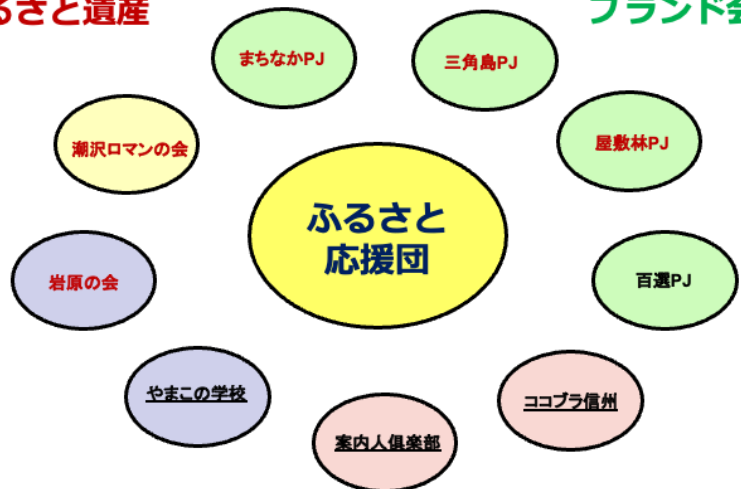 るさと遺産
ブランド会
まちなかPJ
三角島PJ
潮沢ロマンの会
屋敷林PJ
ふるさと
応援団
岩原の会
百選PJ
やまこの学校
ココブラ信州
案内人倶楽部